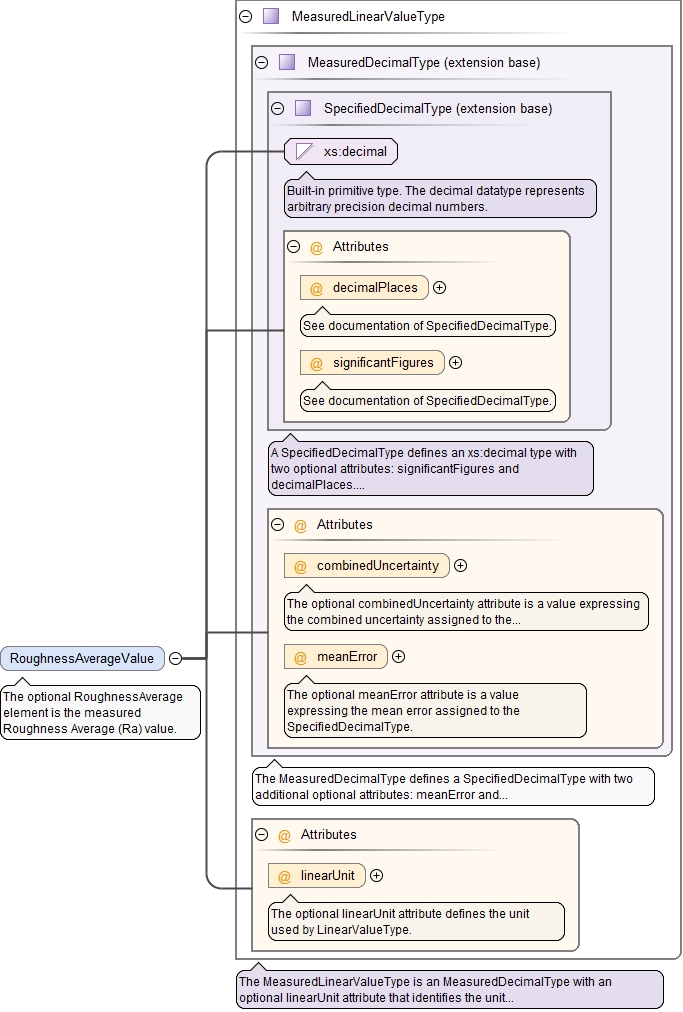 MeasuredLinearValueType
MeasuredDecimalType (extension base)
SpecifiedDecimalType (extension base)
xs:decimal
Built-in primitive type. The decimal datatype represents
arbitrary precision decimal numbers.
@ Attributes
@ decimalPlaces
See documentation of SpecifiedDecimalType.
@ significantFigures
See documentation of SpecifiedDecimalType.
A SpecifiedDecimalType defines an xs:decimal type with
two optional attributes: significantFigures and
decimalPlaces....
@ Attributes
@ combinedUncertainty
The optional combinedUncertainty attribute is a value expressing
the combined uncertainty assigned to the...
@ meanError
The optional meanError attribute is a value
expressing the mean error assigned to the
SpecifiedDecimalType.
RoughnessAverageValue
The optional RoughnessAverage
element is the measured
Roughness Average (Ra) value.
The MeasuredDecimalType defines a SpecifiedDecimalType with two
additional optional attributes: meanError and...
@ Attributes
@ linearUnit
The optional linearUnit attribute defines the unit
used by LinearValueType.
The MeasuredLinearValueType is an MeasuredDecimalType with an
optional linearUnit attribute that identifies the unit...